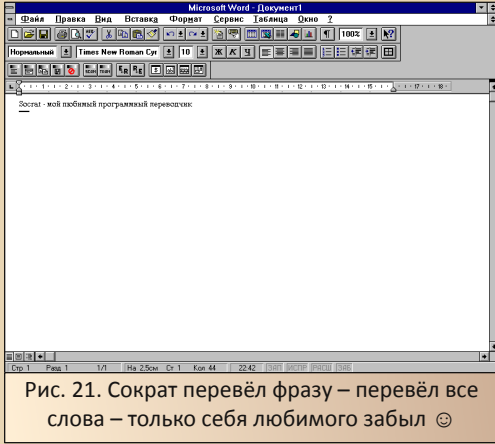 Microsoft Word - Документ1
Файл Правка Вид Вставка Формат Сервис Таблица Окно ?
100%
Нормальный Times New Roman Cyr 10 Ж К Ч
Socrat - мой любимый программный переводчик
Стр 1 Разд 1 1/1 На 2,5см Ст 1 Кол 44 22:42 ЗАП ИСПР РАСШ ЗАБ
Рис. 21. Сократ перевёл фразу – перевёл все
слова – только себя любимого забыл ☺